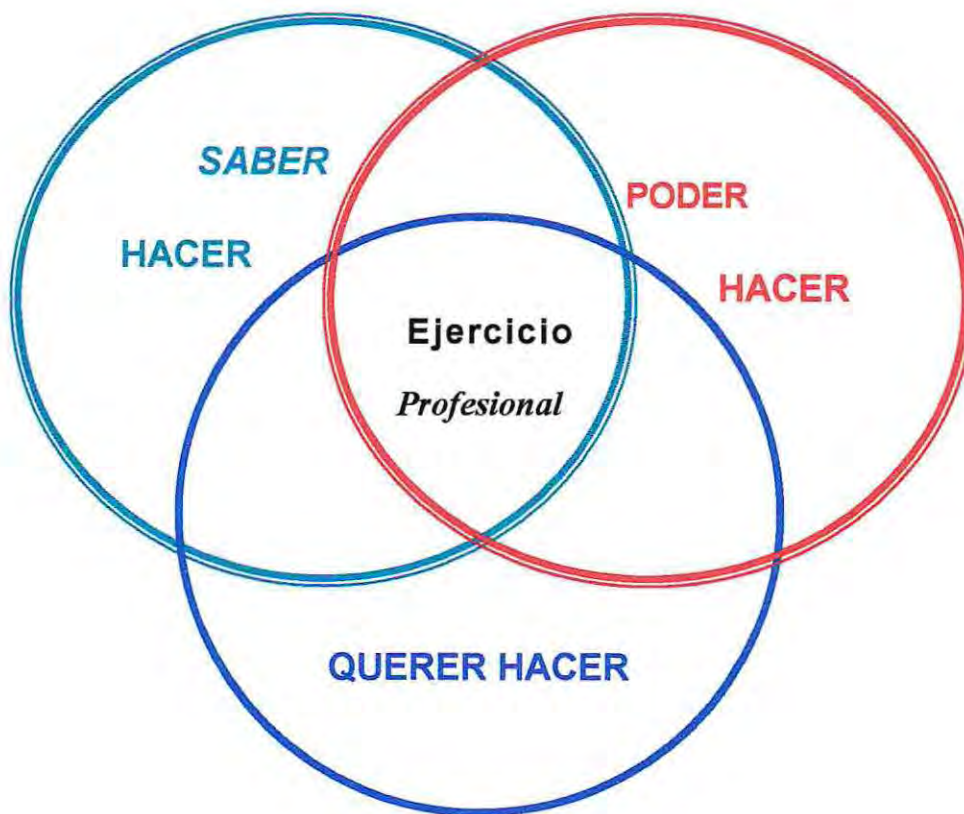 SABER
HACER
PODER
HACER
Ejercicio
Profesional
QUERER HACER